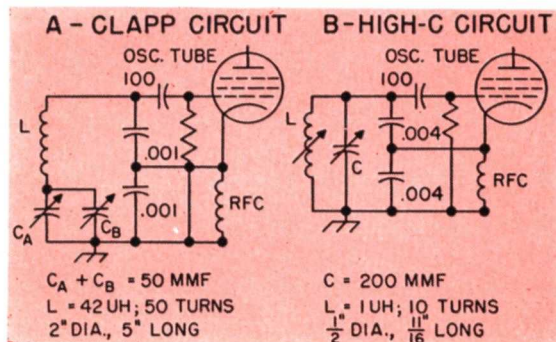 A – CLAPP CIRCUIT
OSC. TUBE
100
L
.001
.001
RFC
CA
CB
CA + CB = 50 MMF
L = 42 UH; 50 TURNS
2" DIA., 5" LONG
B–HIGH-C CIRCUIT
OSC. TUBE
100
L
C
.004
.004
RFC
C = 200 MMF
L = 1 UH; 10 TURNS
1/2" DIA., 11/16" LONG